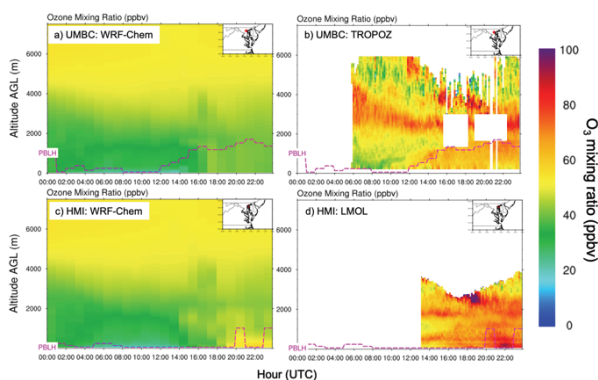 Ozone Mixing Ratio (ppbv)
a) UMBC: WRF-Chem
6000
4000
2000
PBLH
00:00 02:00 04:00 06:00 08:00 10:00 12:00 14:00 16:00 18:00 20:00 22:00
Ozone Mixing Ratio (ppbv)
b) UMBC: TROPOZ
6000
4000
2000
PBLH
00:00 02:00 04:00 06:00 08:00 10:00 12:00 14:00 16:00 18:00 20:00 22:00
Ozone Mixing Ratio (ppbv)
c) HMI: WRF-Chem
6000
4000
2000
PBLH
00:00 02:00 04:00 06:00 08:00 10:00 12:00 14:00 16:00 18:00 20:00 22:00
Ozone Mixing Ratio (ppbv)
d) HMI: LMOL
6000
4000
2000
PBLH
00:00 02:00 04:00 06:00 08:00 10:00 12:00 14:00 16:00 18:00 20:00 22:00
Altitude AGL (m)
Altitude AGL (m)
Hour (UTC)
100
80
60
40
20
0
O₃ mixing ratio (ppbv)